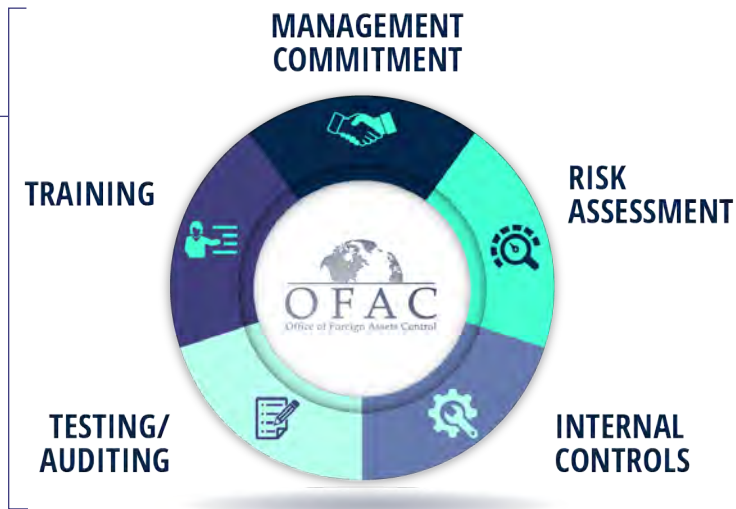 MANAGEMENT
COMMITMENT
RISK
ASSESSMENT
TRAINING
OFAC
Office of Foreign Assets Control
TESTING/
AUDITING
INTERNAL
CONTROLS